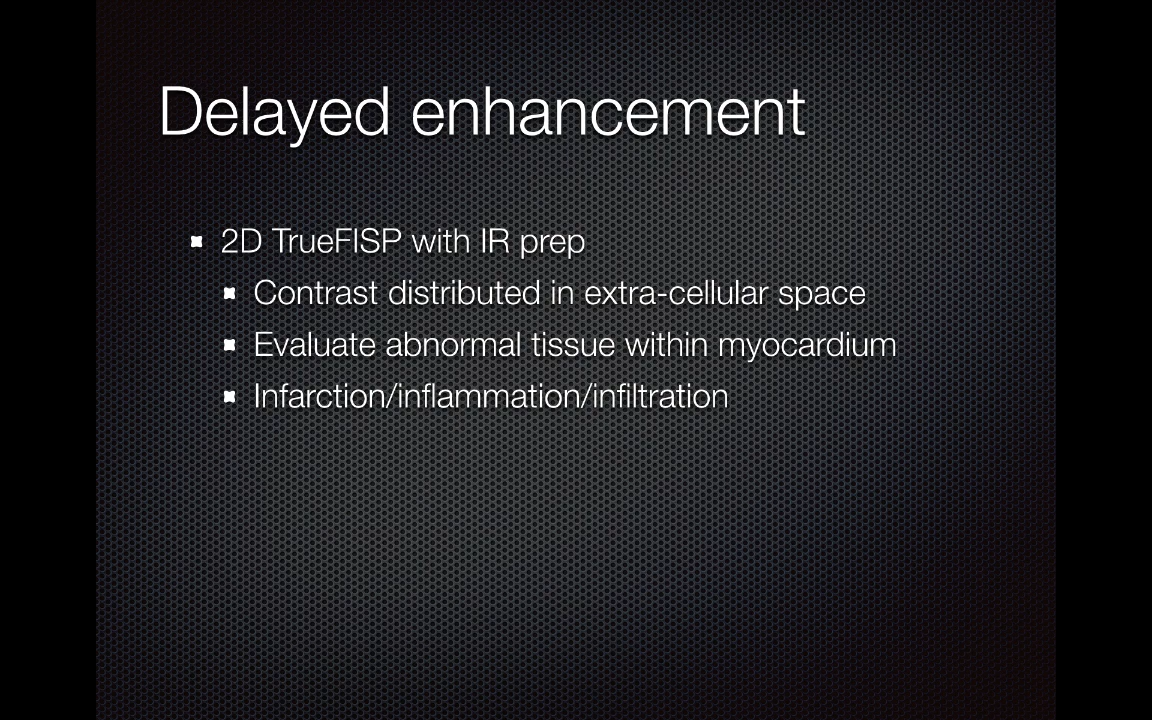 Delayed enhancement
2D TrueFISP with IR prep
Contrast distributed in extra-cellular space
Evaluate abnormal tissue within myocardium
Infarction/inflammation/infiltration